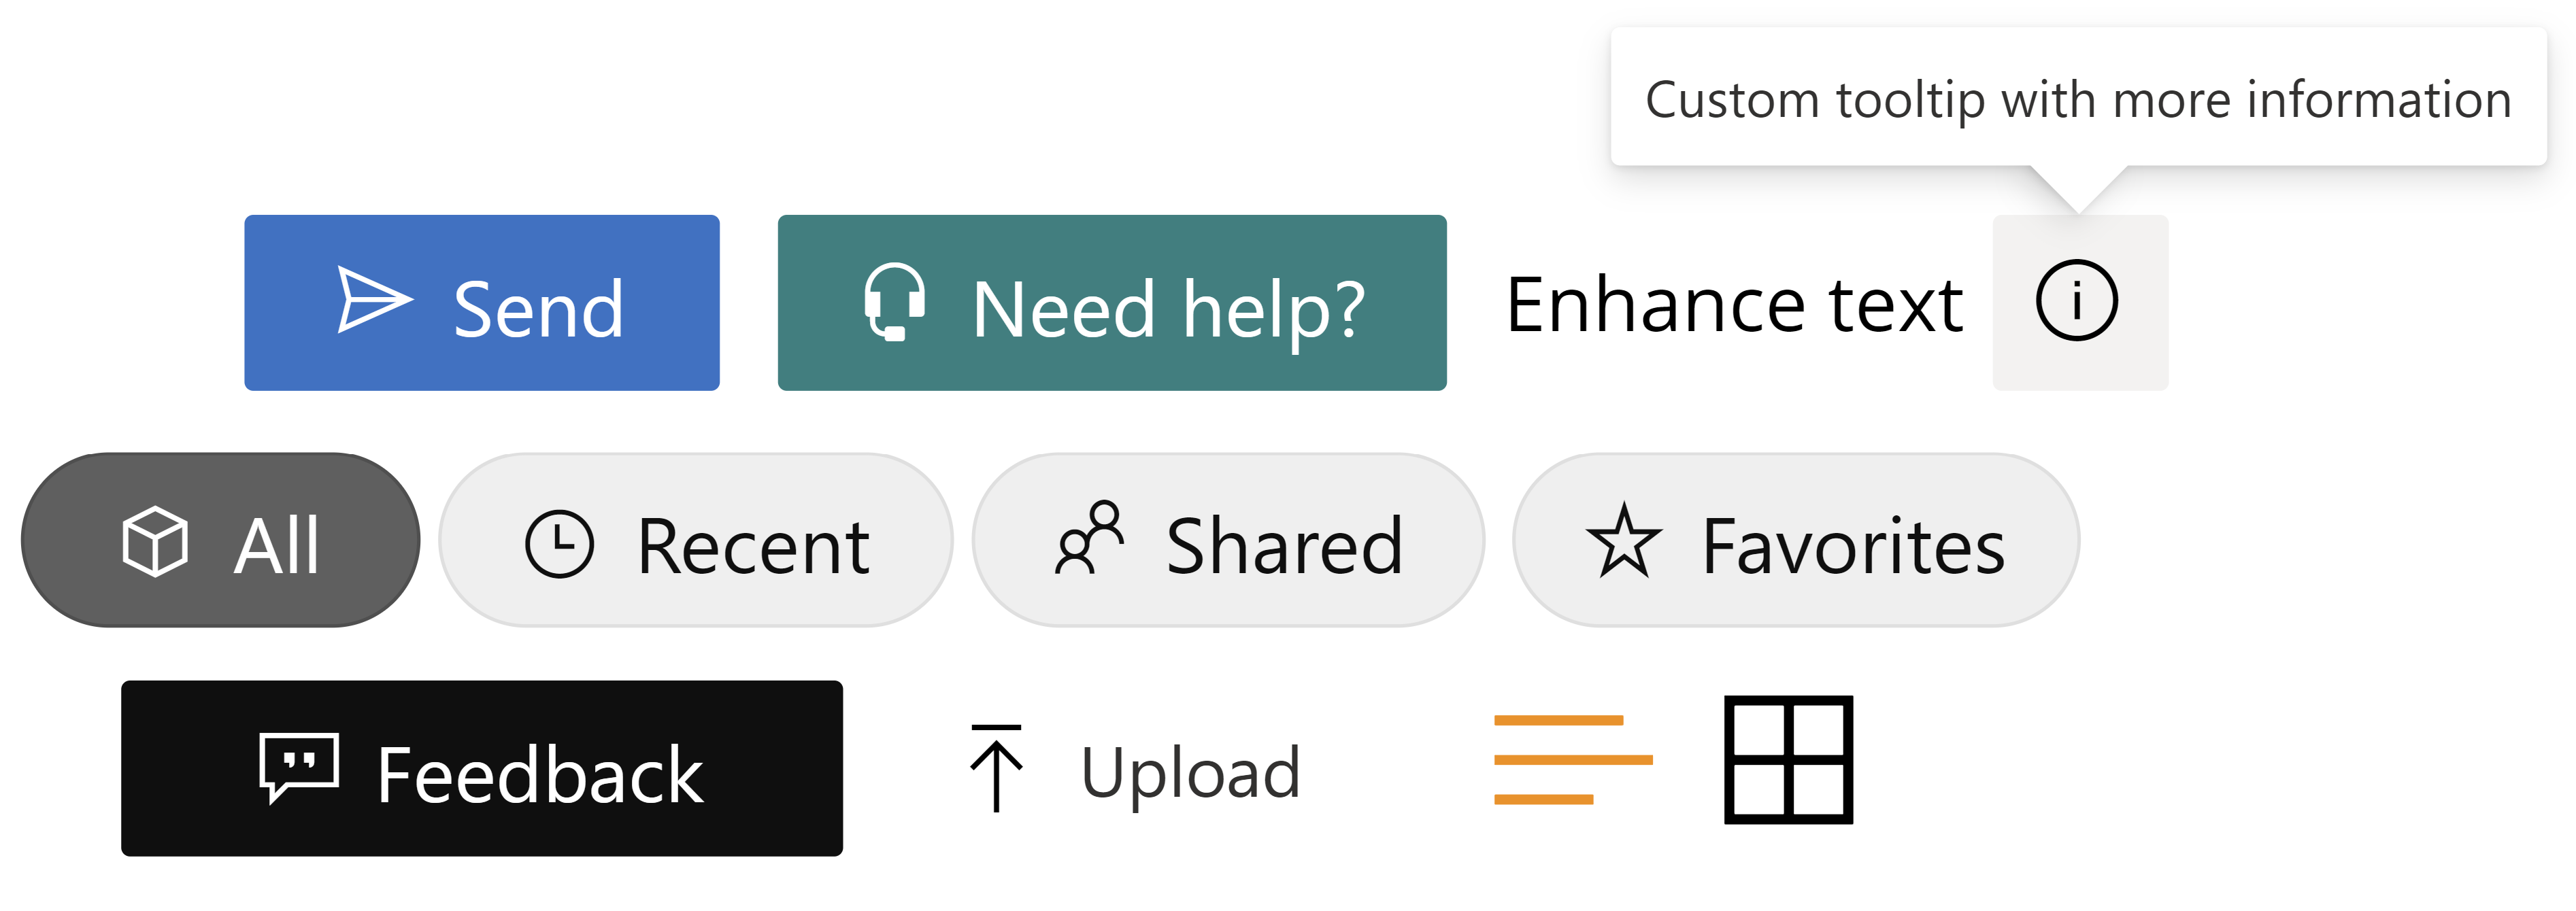 Custom tooltip with more information
Send
Need help?
Enhance text
All
Recent
Shared
Favorites
Feedback
Upload